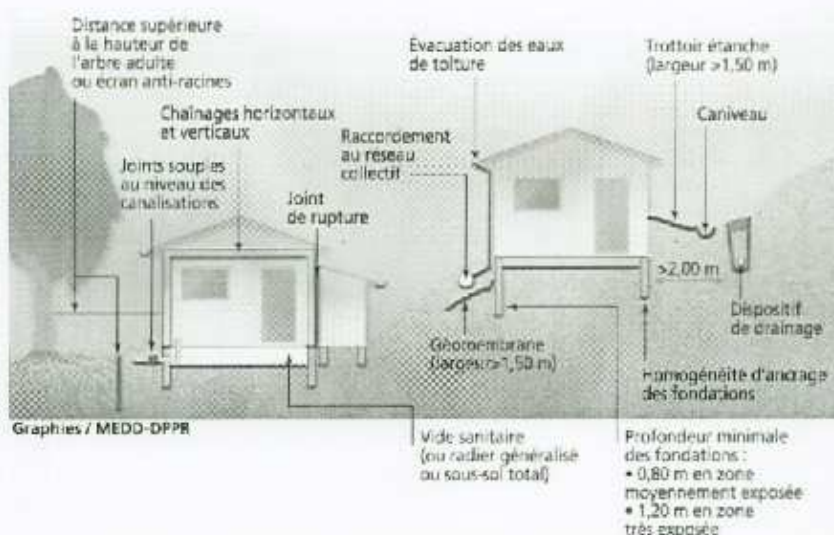 Distance supérieure
à la hauteur de
l'arbre adulte
ou écran anti-racines
Évacuation des eaux
de toiture
Trottoir étanche
(largeur >1,50 m)
Caniveau
Chaînages horizontaux
et verticaux
Raccordement
au réseau
collectif
Joints souples
au niveau des
canalisations
Joint
de rupture
>2,00 m
Dispositif
de drainage
Géomembrane
(largeur>1,50 m)
Homogénéité d'ancrage
des fondations
Graphies / MEDD-DPPR
Vide sanitaire
(ou radier généralisé
ou sous-sol total)
Profondeur minimale
des fondations :
• 0,80 m en zone
moyennement exposée
• 1,20 m en zone
très exposée